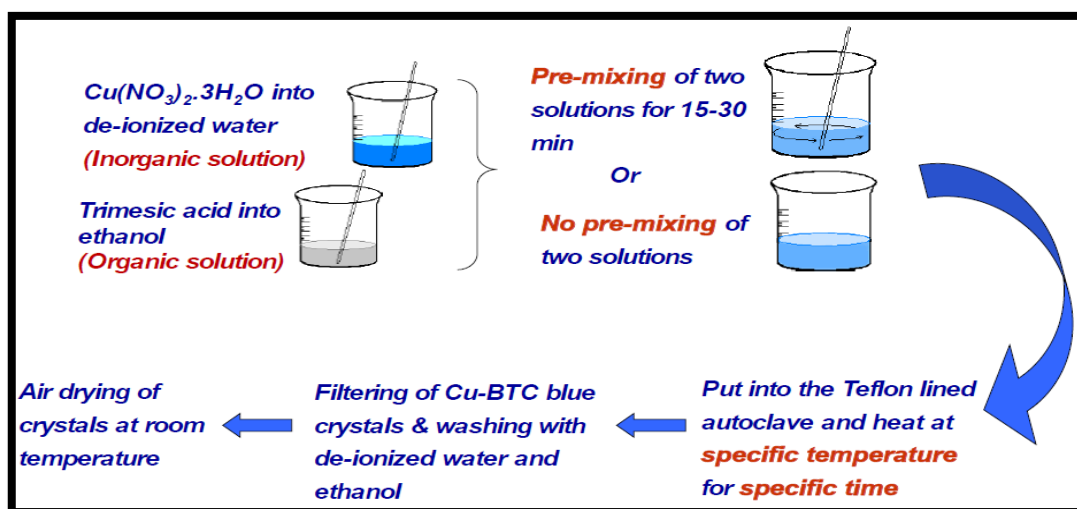 Cu(NO₃)₂.3H₂O into
de-ionized water
(Inorganic solution)
Trimesic acid into
ethanol
(Organic solution)
Pre-mixing of two
solutions for 15-30
min
Or
No pre-mixing of
two solutions
Put into the Teflon lined
autoclave and heat at
specific temperature
for specific time
Filtering of Cu-BTC blue
crystals & washing with
de-ionized water and
ethanol
Air drying of
crystals at room
temperature